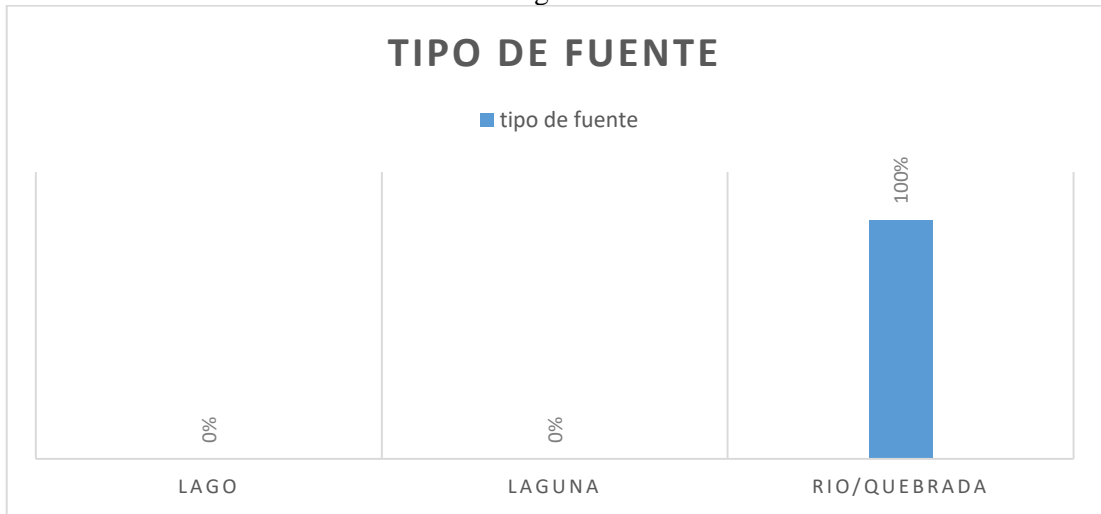 TIPO DE FUENTE
tipo de fuente
100%
0%
0%
LAGO
LAGUNA
RIO/QUEBRADA